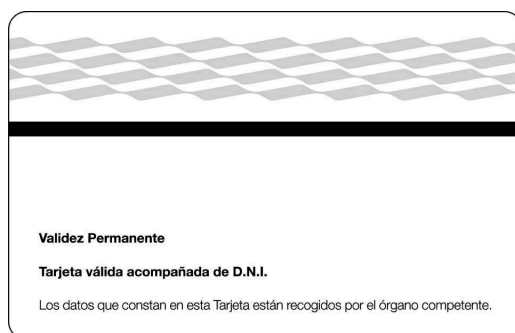 Validez Permanente
Tarjeta válida acompañada de D.N.I.
Los datos que constan en esta Tarjeta están recogidos por el órgano competente.